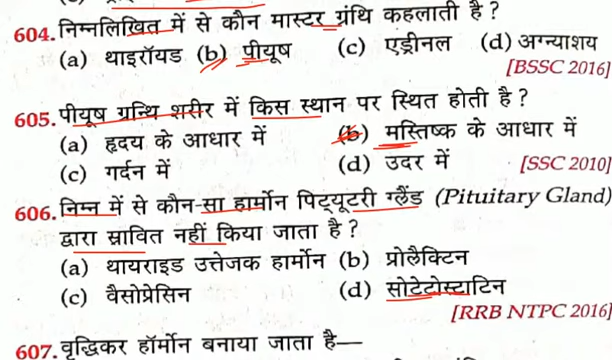 604. निम्नलिखित में से कौन मास्टर ग्रंथि कहलाती है ?
(a) थाइरॉयड (b) पीयूष (c) एड्रीनल (d) अग्न्याशय
[BSSC 2016]
605. पीयूष ग्रन्थि शरीर में किस स्थान पर स्थित होती है ?
(a) हृदय के आधार में (b) मस्तिष्क के आधार में
(c) गर्दन में (d) उदर में [SSC 2010]
606. निम्न में से कौन-सा हार्मोन पिट्यूटरी ग्लैंड (Pituitary Gland)
द्वारा स्रावित नहीं किया जाता है ?
(a) थायराइड उत्तेजक हार्मोन (b) प्रोलैक्टिन
(c) वैसोप्रेसिन (d) सोटेटोस्टाटिन
[RRB NTPC 2016]
607. वृद्धिकर हॉर्मोन बनाया जाता है—